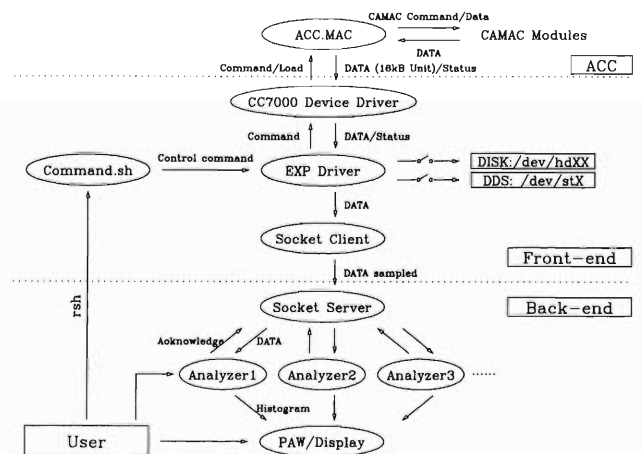 CAMAC Command/Data
ACC.MAC
CAMAC Modules
DATA
Command/Load
DATA (16kB Unit)/Status
ACC
CC7000 Device Driver
Command
DATA/Status
Control command
Command.sh
EXP Driver
DISK:/dev/hdXX
DDS: /dev/stX
DATA
Socket Client
Front-end
DATA sampled
rsh
Socket Server
Back-end
Aoknowledge
DATA
Analyzer1
Analyzer2
Analyzer3
......
Histogram
User
PAW/Display